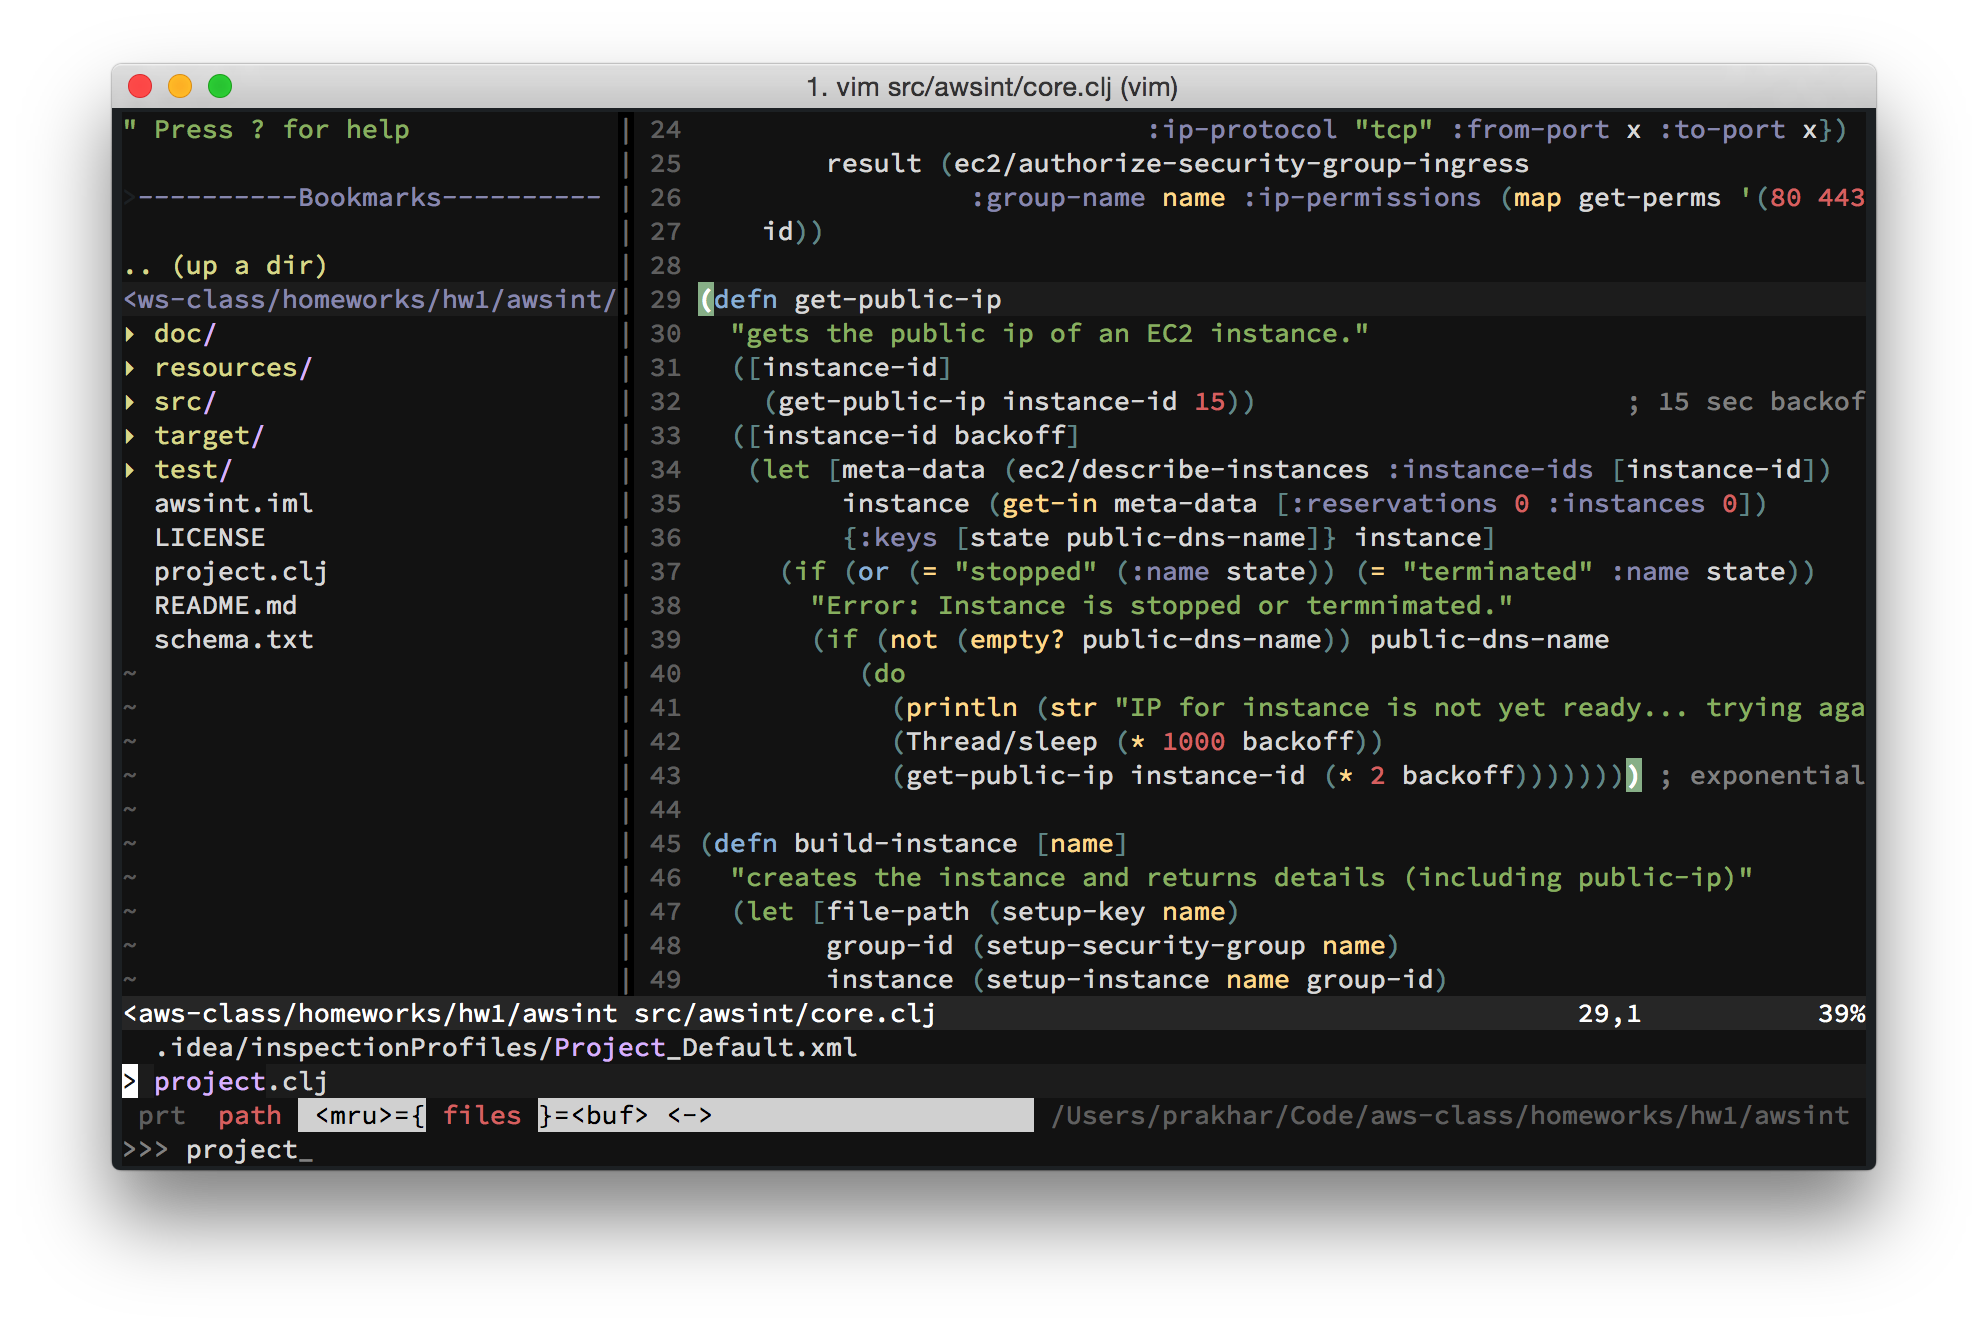 1. vim src/awsint/core.clj (vim)
" Press ? for help
>----------Bookmarks----------
.. (up a dir)
<ws-class/homeworks/hw1/awsint/
▸ doc/
▸ resources/
▸ src/
▸ target/
▸ test/
awsint.iml
LICENSE
project.clj
README.md
schema.txt
~
~
~
~
~
~
~
~
~
~
24 :ip-protocol "tcp" :from-port x :to-port x})
25 result (ec2/authorize-security-group-ingress
26 :group-name name :ip-permissions (map get-perms '(80 443
27 id))
28
29 (defn get-public-ip
30 "gets the public ip of an EC2 instance."
31 ([instance-id]
32 (get-public-ip instance-id 15)) ; 15 sec backof
33 ([instance-id backoff]
34 (let [meta-data (ec2/describe-instances :instance-ids [instance-id])
35 instance (get-in meta-data [:reservations 0 :instances 0])
36 {:keys [state public-dns-name]} instance]
37 (if (or (= "stopped" (:name state)) (= "terminated" :name state))
38 "Error: Instance is stopped or termnimated."
39 (if (not (empty? public-dns-name)) public-dns-name
40 (do
41 (println (str "IP for instance is not yet ready... trying aga
42 (Thread/sleep (* 1000 backoff))
43 (get-public-ip instance-id (* 2 backoff)))))))) ; exponential
44
45 (defn build-instance [name]
46 "creates the instance and returns details (including public-ip)"
47 (let [file-path (setup-key name)
48 group-id (setup-security-group name)
49 instance (setup-instance name group-id)
<aws-class/homeworks/hw1/awsint src/awsint/core.clj 29,1 39%
.idea/inspectionProfiles/Project_Default.xml
> project.clj
prt path <mru>={ files }=<buf> <-> /Users/prakhar/Code/aws-class/homeworks/hw1/awsint
>>> project_